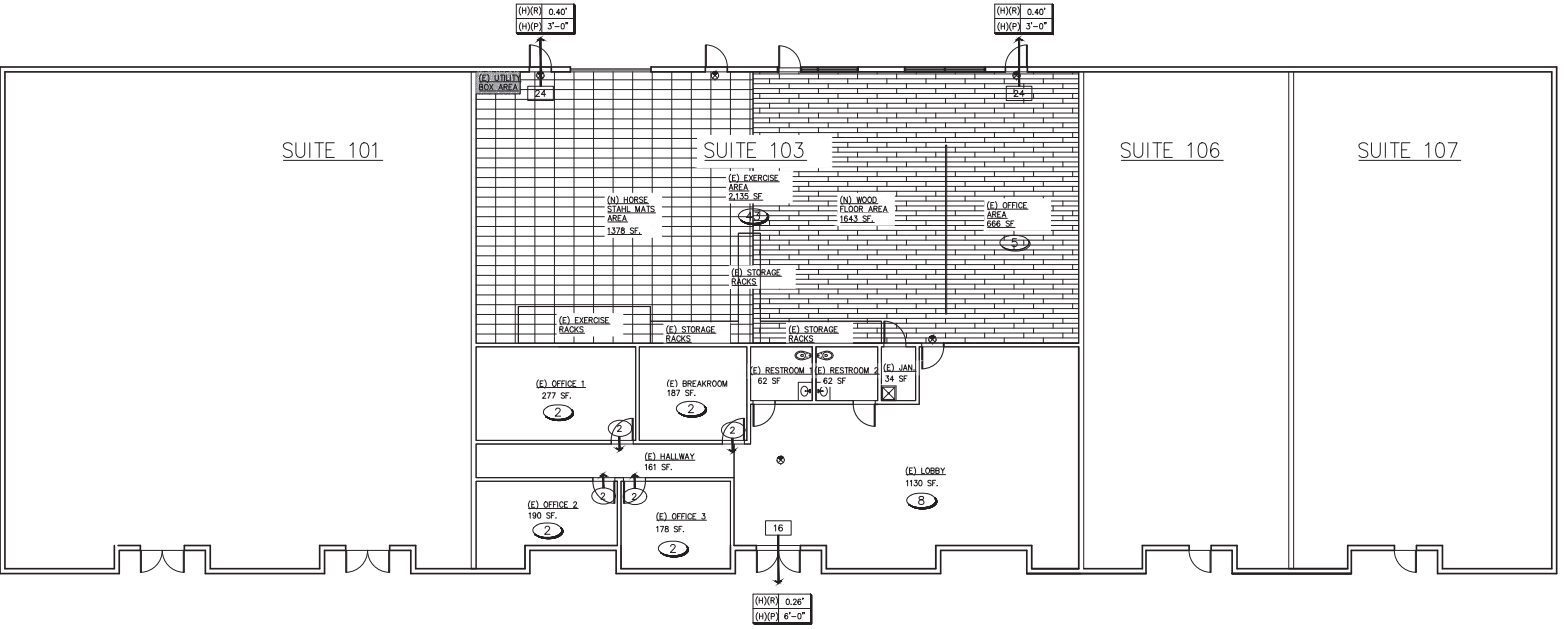 (H)(R) 0.40'
(H)(P) 3'-0"
(H)(R) 0.40'
(H)(P) 3'-0"
(E) UTILITY
BOX AREA
24
24
SUITE 101
SUITE 103
SUITE 106
SUITE 107
(E) EXERCISE
AREA
2,135 SF
43
(N) HORSE
STAHL MATS
AREA
1378 SF.
(N) WOOD
FLOOR AREA
1643 SF.
(E) OFFICE
AREA
666 SF
5
(E) STORAGE
RACKS
(E) EXERCISE
RACKS
(E) STORAGE
RACKS
(E) STORAGE
RACKS
(E) OFFICE 1
277 SF.
2
(E) BREAKROOM
187 SF.
2
(E) RESTROOM 1
62 SF
(E) RESTROOM 2
62 SF
(E) JAN.
34 SF
2
2
(E) HALLWAY
161 SF.
(E) LOBBY
1130 SF.
8
2
2
(E) OFFICE 2
190 SF.
2
(E) OFFICE 3
178 SF.
2
16
(H)(R) 0.26'
(H)(P) 6'-0"